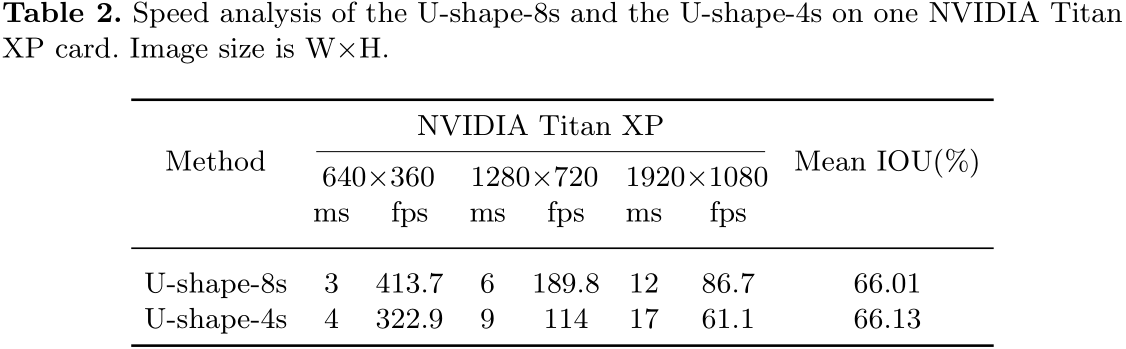 Table 2. Speed analysis of the U-shape-8s and the U-shape-4s on one NVIDIA Titan
XP card. Image size is W×H.
NVIDIA Titan XP
Method Mean IOU(%)
640×360 1280×720 1920×1080
ms fps ms fps ms fps
U-shape-8s 3 413.7 6 189.8 12 86.7 66.01
U-shape-4s 4 322.9 9 114 17 61.1 66.13